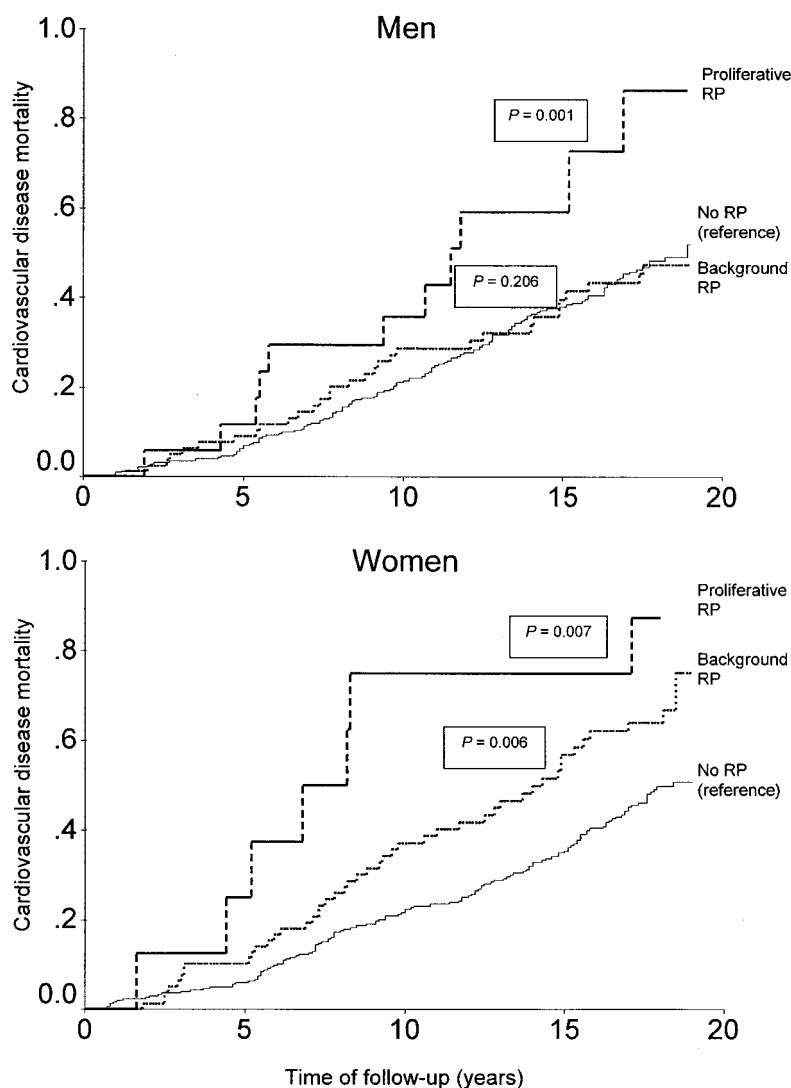 Men
Cardiovascular disease mortality
1.0
.8
.6
.4
.2
0.0
0
5
10
15
20
Proliferative
RP
P = 0.001
No RP
(reference)
Background
RP
P = 0.206
Women
Cardiovascular disease mortality
1.0
.8
.6
.4
.2
0.0
0
5
10
15
20
Proliferative
RP
P = 0.007
Background
RP
P = 0.006
No RP
(reference)
Time of follow-up (years)